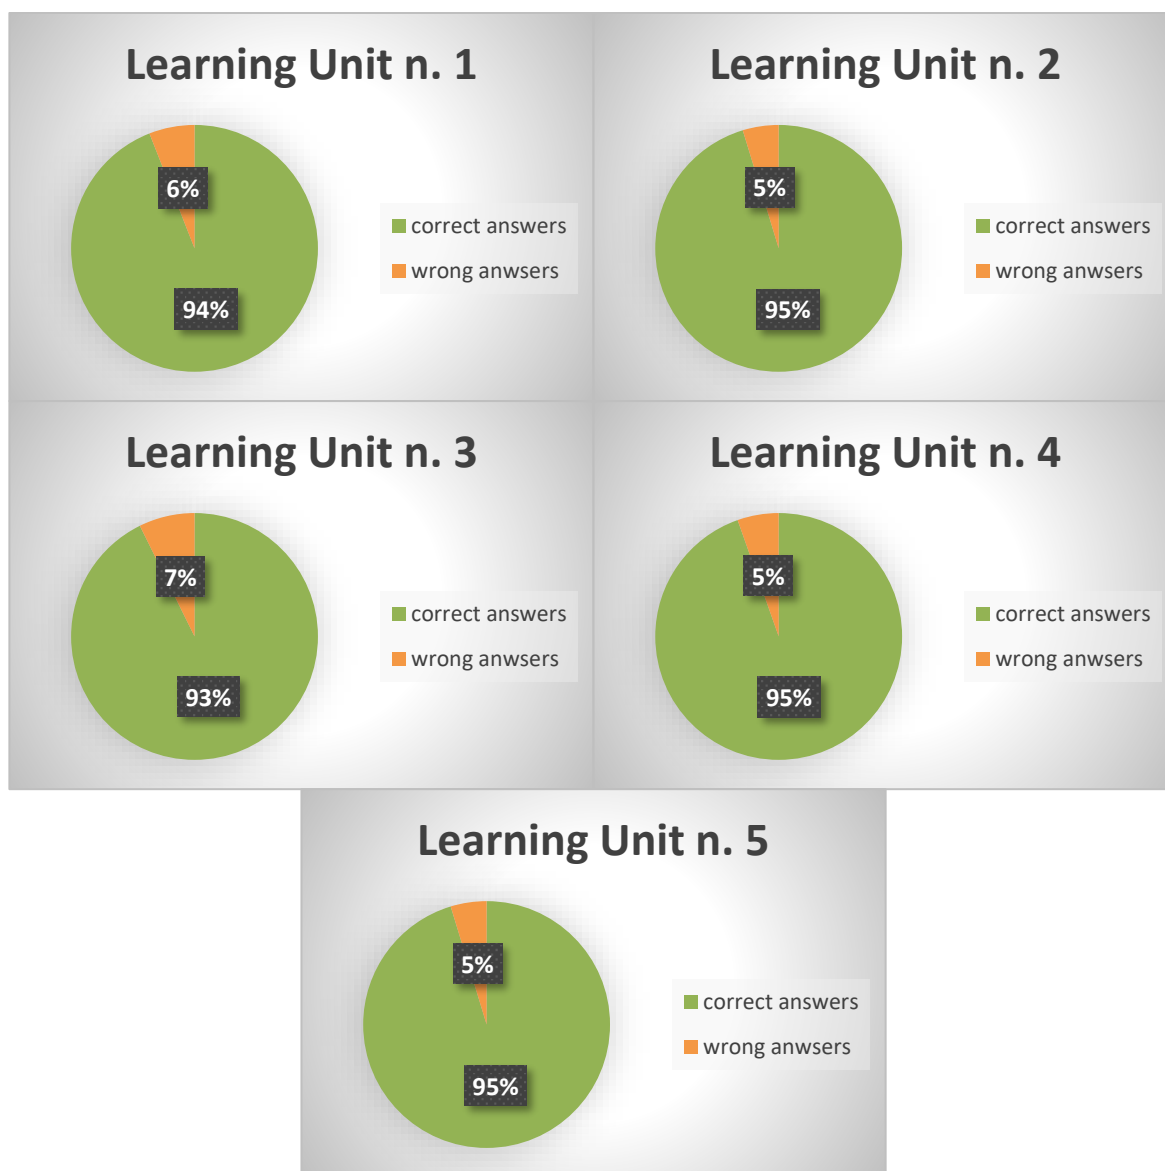 Learning Unit n. 1
6%
94%
correct answers
wrong anwsers
Learning Unit n. 2
5%
95%
correct answers
wrong anwsers
Learning Unit n. 3
7%
93%
correct answers
wrong anwsers
Learning Unit n. 4
5%
95%
correct answers
wrong anwsers
Learning Unit n. 5
5%
95%
correct answers
wrong anwsers